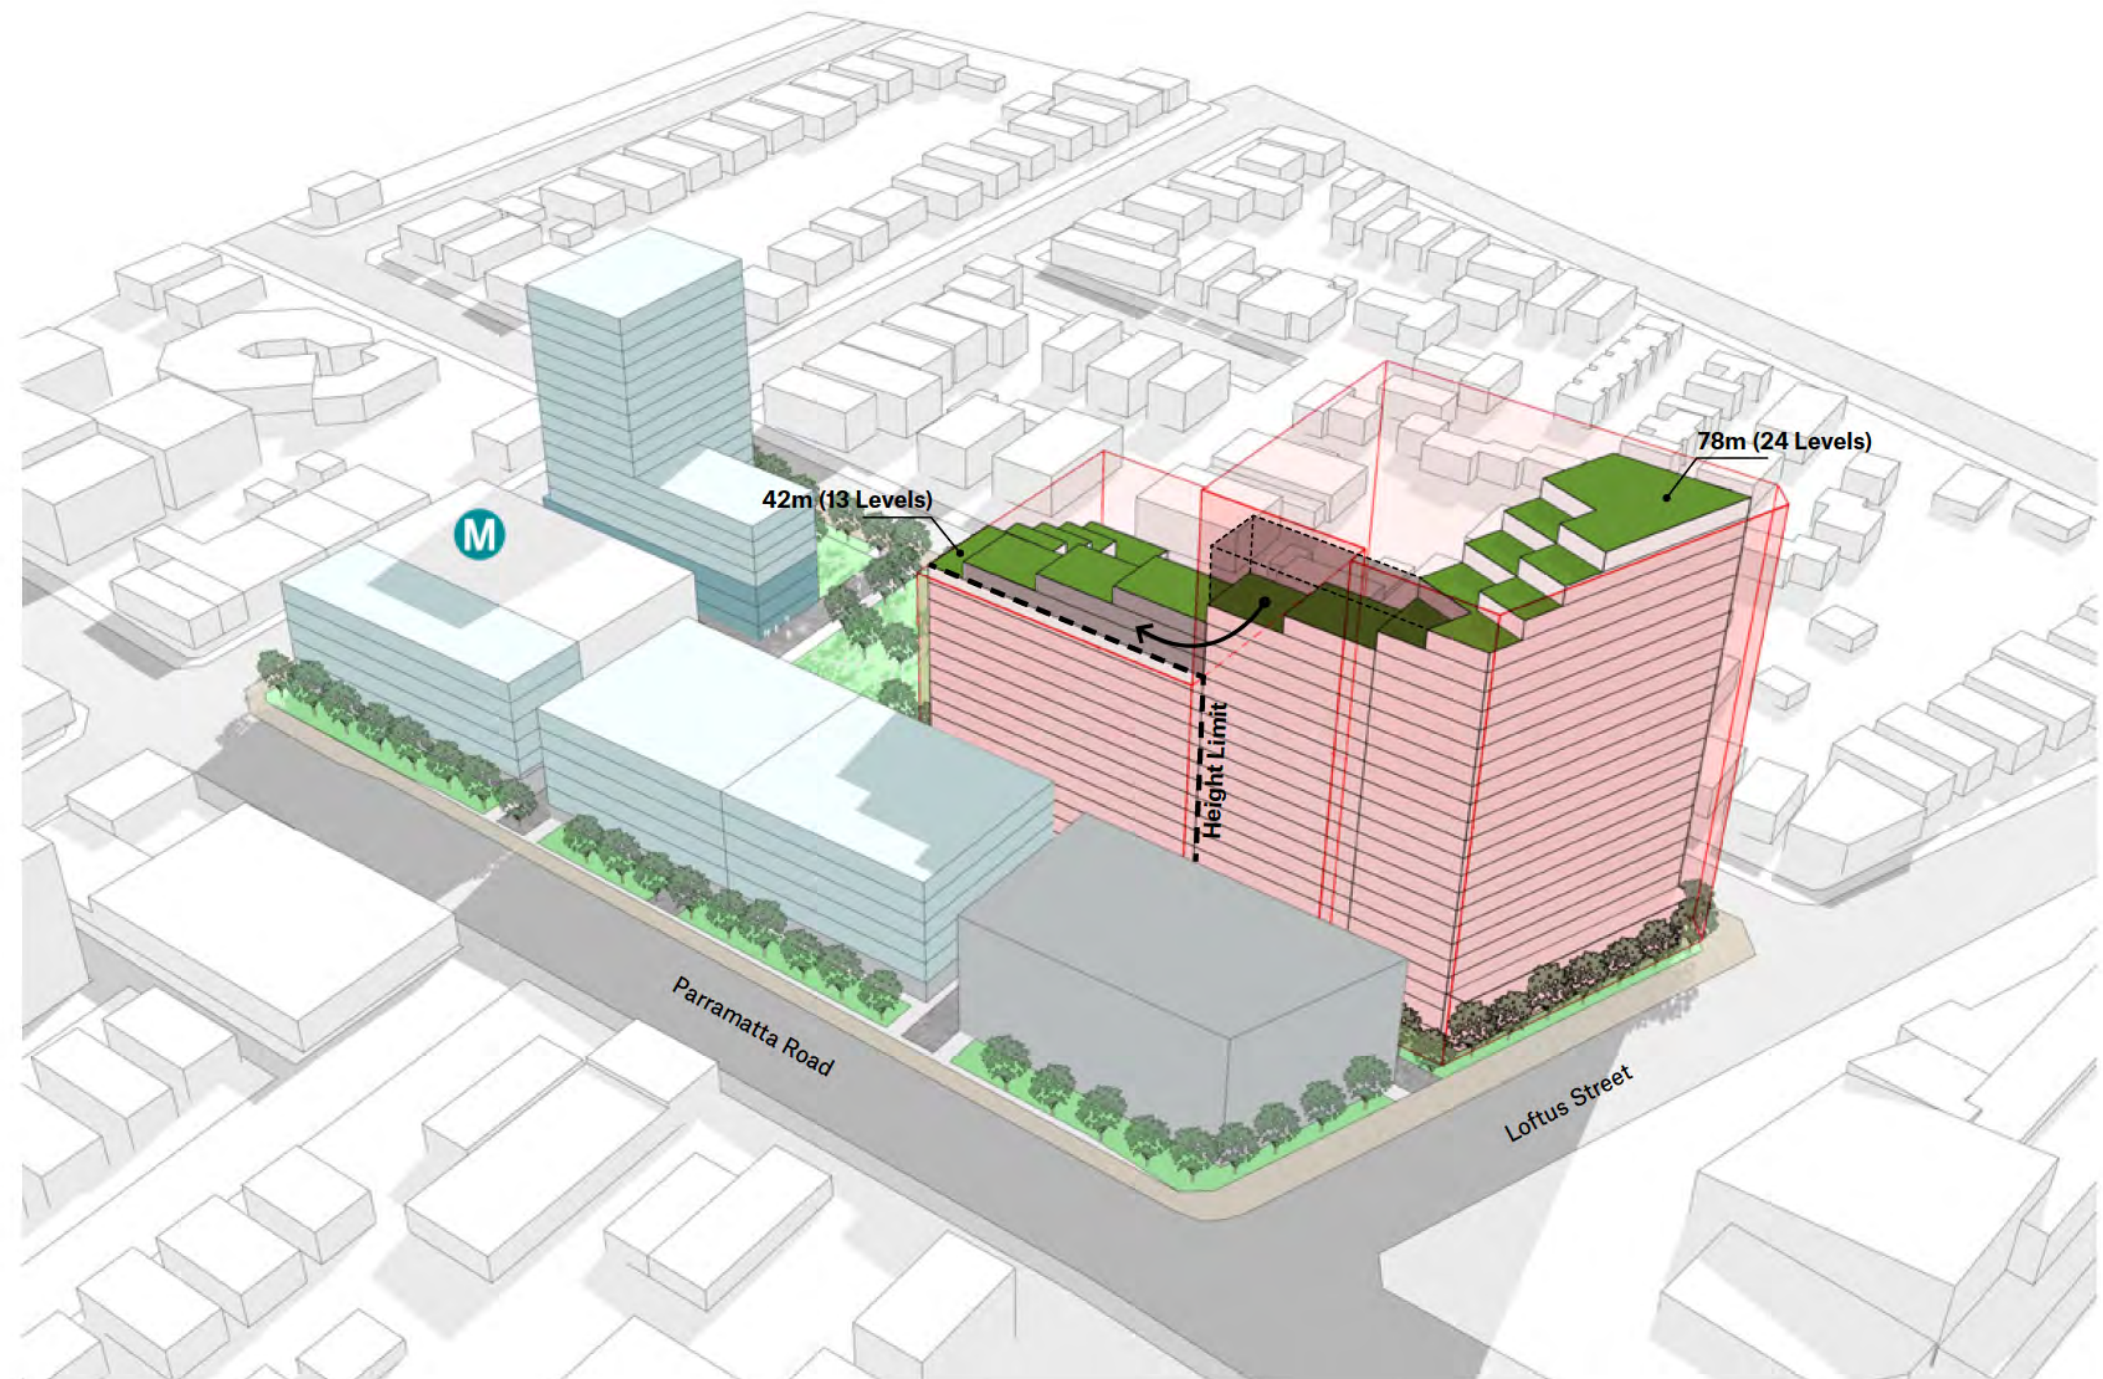 78m (24 Levels)
42m (13 Levels)
M
Height Limit
Parramatta Road
Loftus Street